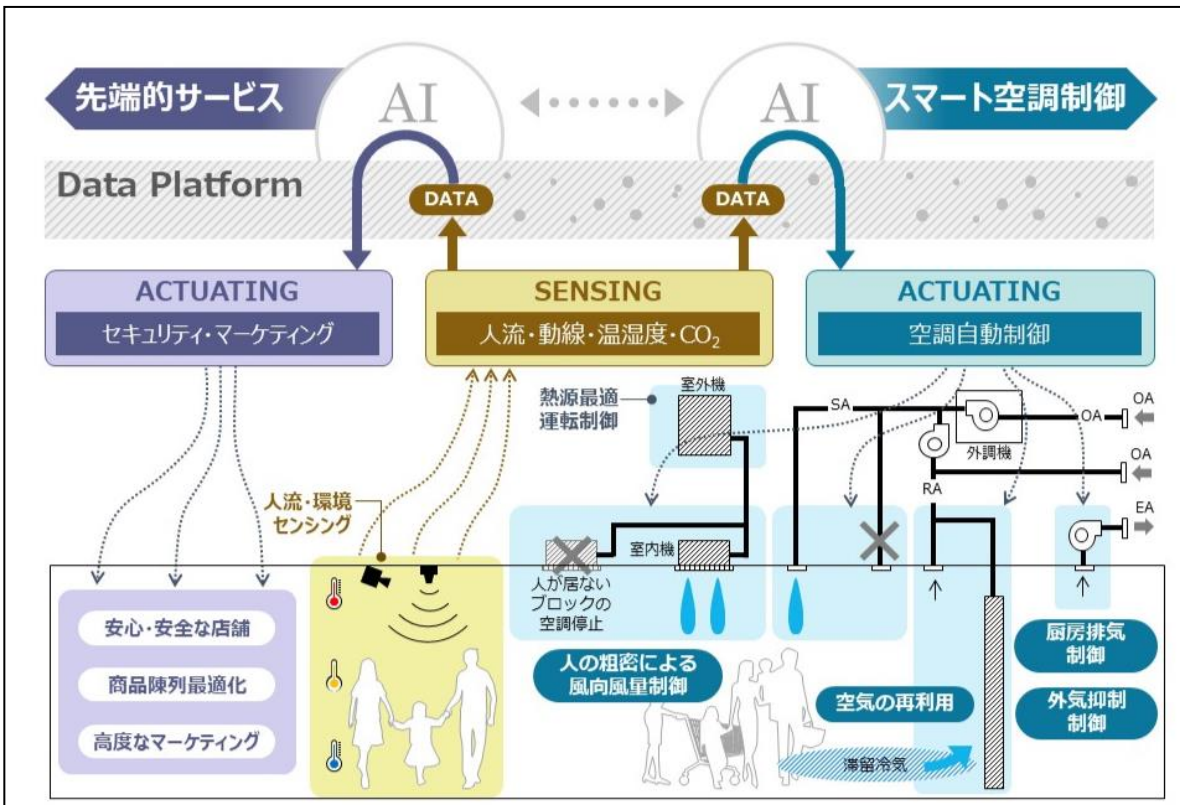 先端的サービス
AI
AI
スマート空調制御
Data Platform
DATA
DATA
ACTUATING
セキュリティ・マーケティング
SENSING
人流・動線・温湿度・CO₂
ACTUATING
空調自動制御
熱源最適
運転制御
室外機
SA
外調機
OA
OA
OA
RA
EA
人流・環境
センシング
室内機
人が居ない
ブロックの
空調停止
安心・安全な店舗
商品陳列最適化
高度なマーケティング
人の粗密による
風向風量制御
空気の再利用
滞留冷気
厨房排気
制御
外気抑制
制御